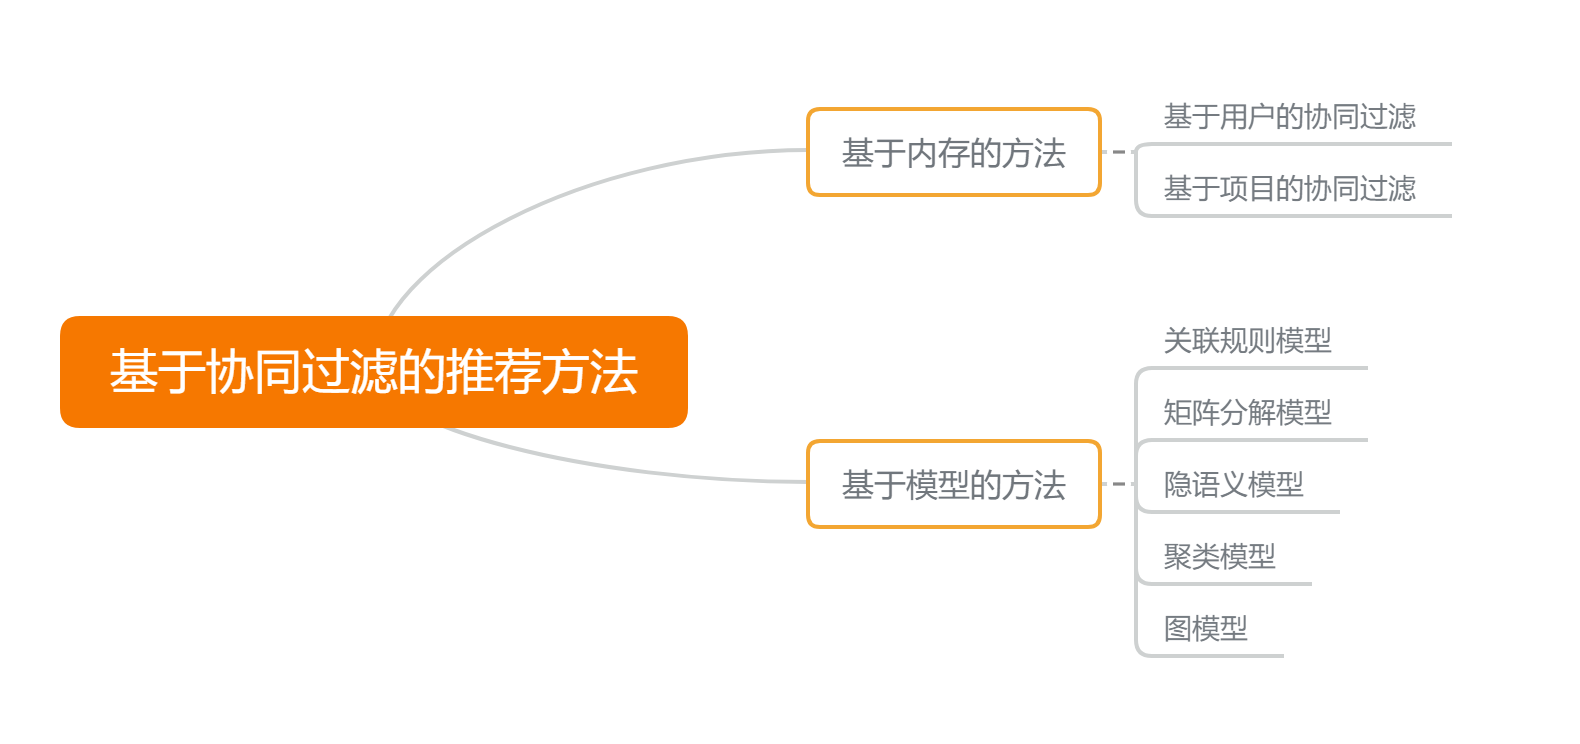 基于协同过滤的推荐方法
基于内存的方法
基于用户的协同过滤
基于项目的协同过滤
基于模型的方法
关联规则模型
矩阵分解模型
隐语义模型
聚类模型
图模型